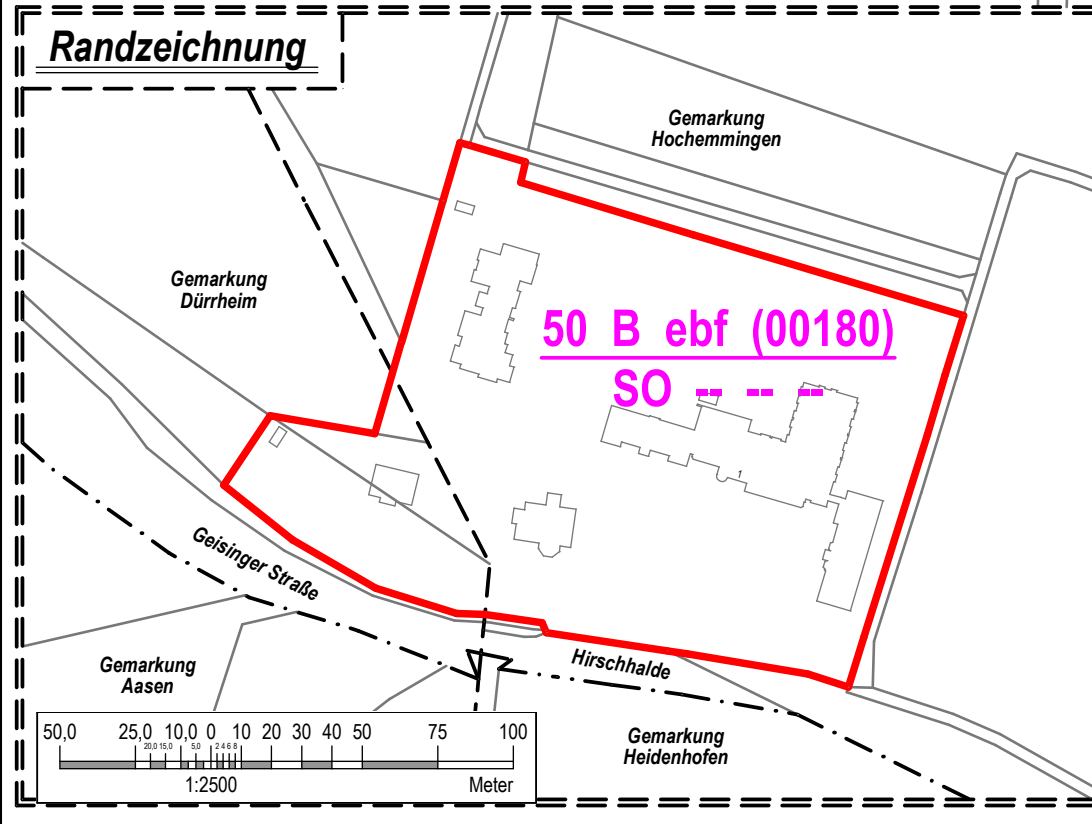 Randzeichnung
Gemarkung
Hochemmingen
Gemarkung
Dürrheim
50 B ebf (00180)
SO -- -- --
1
Geisinger Straße
Hirschhalde
Gemarkung
Aasen
Gemarkung
Heidenhofen
50,0 25,0 10,0 0 10 20 30 40 50 75 100
20,0 15,0 5,0 2 4 6 8
1:2500 Meter